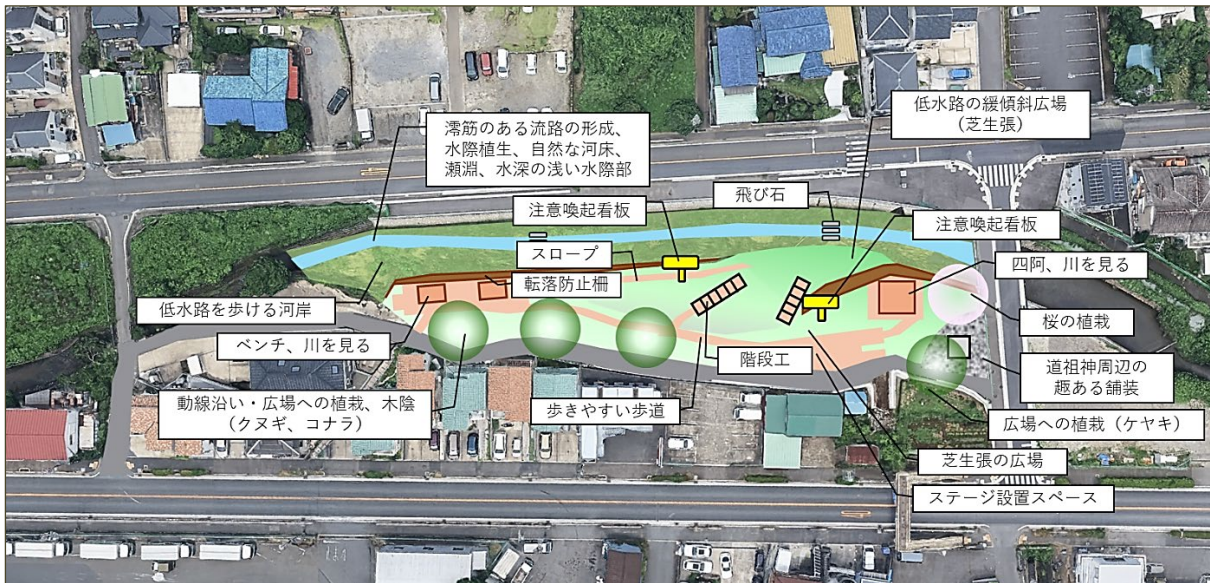 低水路の緩傾斜広場
（芝生張）
澪筋のある流路の形成、
水際植生、自然な河床、
瀬淵、水深の浅い水際部
飛び石
注意喚起看板
注意喚起看板
スロープ
四阿、川を見る
転落防止柵
低水路を歩ける河岸
桜の植栽
ベンチ、川を見る
階段工
道祖神周辺の
趣ある舗装
動線沿い・広場への植栽、木陰
（クヌギ、コナラ）
歩きやすい歩道
広場への植栽（ケヤキ）
芝生張の広場
ステージ設置スペース